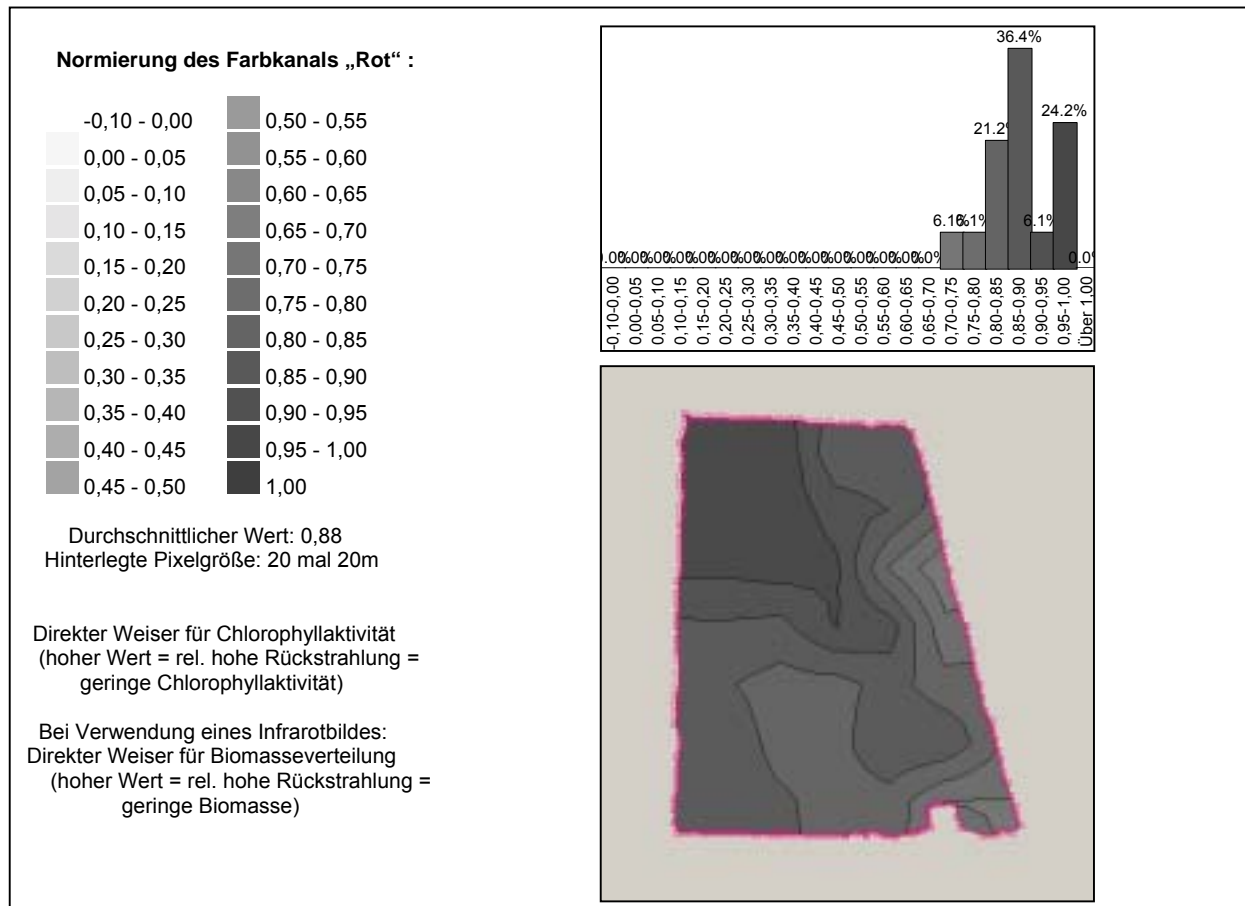 Normierung des Farbkanals „Rot“ :
-0,10 - 0,00
0,00 - 0,05
0,05 - 0,10
0,10 - 0,15
0,15 - 0,20
0,20 - 0,25
0,25 - 0,30
0,30 - 0,35
0,35 - 0,40
0,40 - 0,45
0,45 - 0,50
0,50 - 0,55
0,55 - 0,60
0,60 - 0,65
0,65 - 0,70
0,70 - 0,75
0,75 - 0,80
0,80 - 0,85
0,85 - 0,90
0,90 - 0,95
0,95 - 1,00
1,00
Durchschnittlicher Wert: 0,88
Hinterlegte Pixelgröße: 20 mal 20m
Direkter Weiser für Chlorophyllaktivität
(hoher Wert = rel. hohe Rückstrahlung =
geringe Chlorophyllaktivität)
Bei Verwendung eines Infrarotbildes:
Direkter Weiser für Biomasseverteilung
(hoher Wert = rel. hohe Rückstrahlung =
geringe Biomasse)
36.4%
24.2%
21.2%
6.1%
6.1%
-0,10-0,00
0,00-0,05
0,05-0,10
0,10-0,15
0,15-0,20
0,20-0,25
0,25-0,30
0,30-0,35
0,35-0,40
0,40-0,45
0,45-0,50
0,50-0,55
0,55-0,60
0,60-0,65
0,65-0,70
0,70-0,75
0,75-0,80
0,80-0,85
0,85-0,90
0,90-0,95
0,95-1,00
Über 1,00